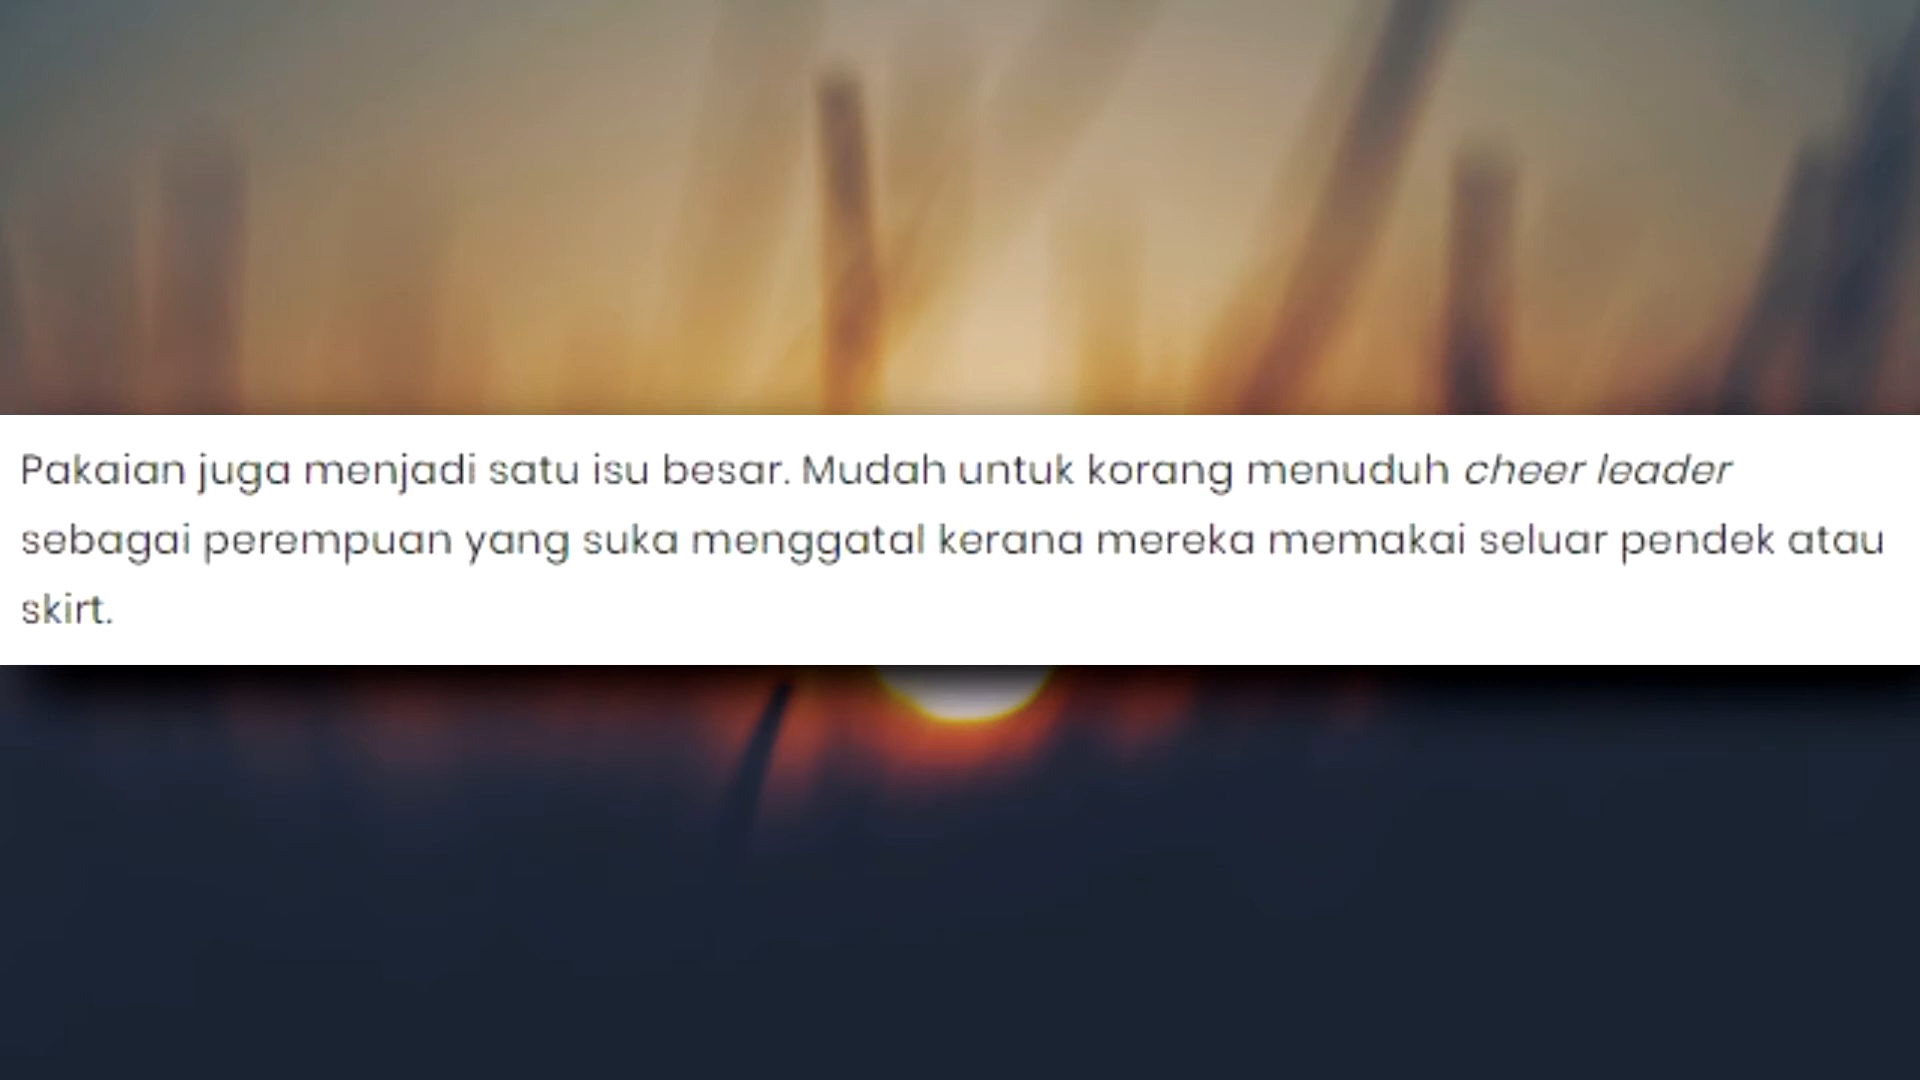 Pakaian juga menjadi satu isu besar. Mudah untuk korang menuduh cheer leader
sebagai perempuan yang suka menggatal kerana mereka memakai seluar pendek atau
skirt.